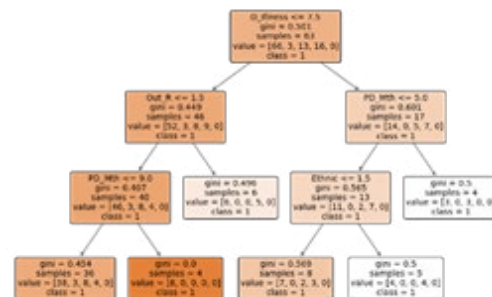 D_Illness <= 7.5
gini = 0.501
samples = 63
value = [66, 3, 13, 16, 0]
class = 1
Out_R <= 1.5
gini = 0.449
samples = 46
value = [52, 3, 8, 9, 0]
class = 1
PD_Mth <= 5.0
gini = 0.601
samples = 17
value = [14, 0, 5, 7, 0]
class = 1
PD_Mth <= 9.0
gini = 0.407
samples = 40
value = [46, 3, 8, 4, 0]
class = 1
gini = 0.496
samples = 6
value = [6, 0, 0, 5, 0]
class = 1
Ethnic <= 1.5
gini = 0.565
samples = 13
value = [11, 0, 2, 7, 0]
class = 1
gini = 0.5
samples = 4
value = [3, 0, 3, 0, 0]
class = 1
gini = 0.454
samples = 36
value = [38, 3, 8, 4, 0]
class = 1
gini = 0.0
samples = 4
value = [8, 0, 0, 0, 0]
class = 1
gini = 0.569
samples = 8
value = [7, 0, 2, 3, 0]
class = 1
gini = 0.5
samples = 5
value = [4, 0, 0, 4, 0]
class = 1